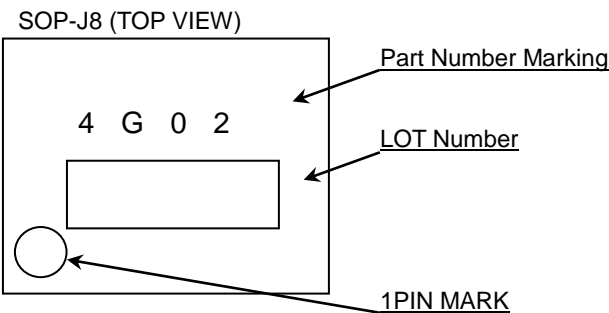 SOP-J8 (TOP VIEW)
Part Number Marking
4 G 0 2
LOT Number
1PIN MARK